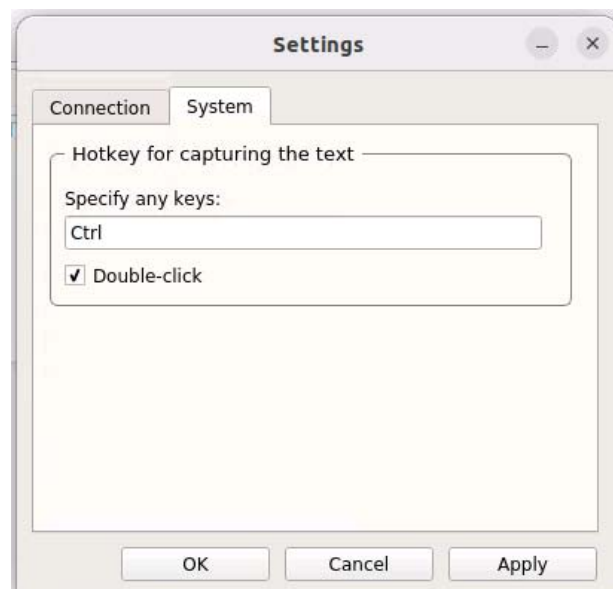 Settings
Connection System
Hotkey for capturing the text
Specify any keys:
Ctrl
Double-click
OK Cancel Apply